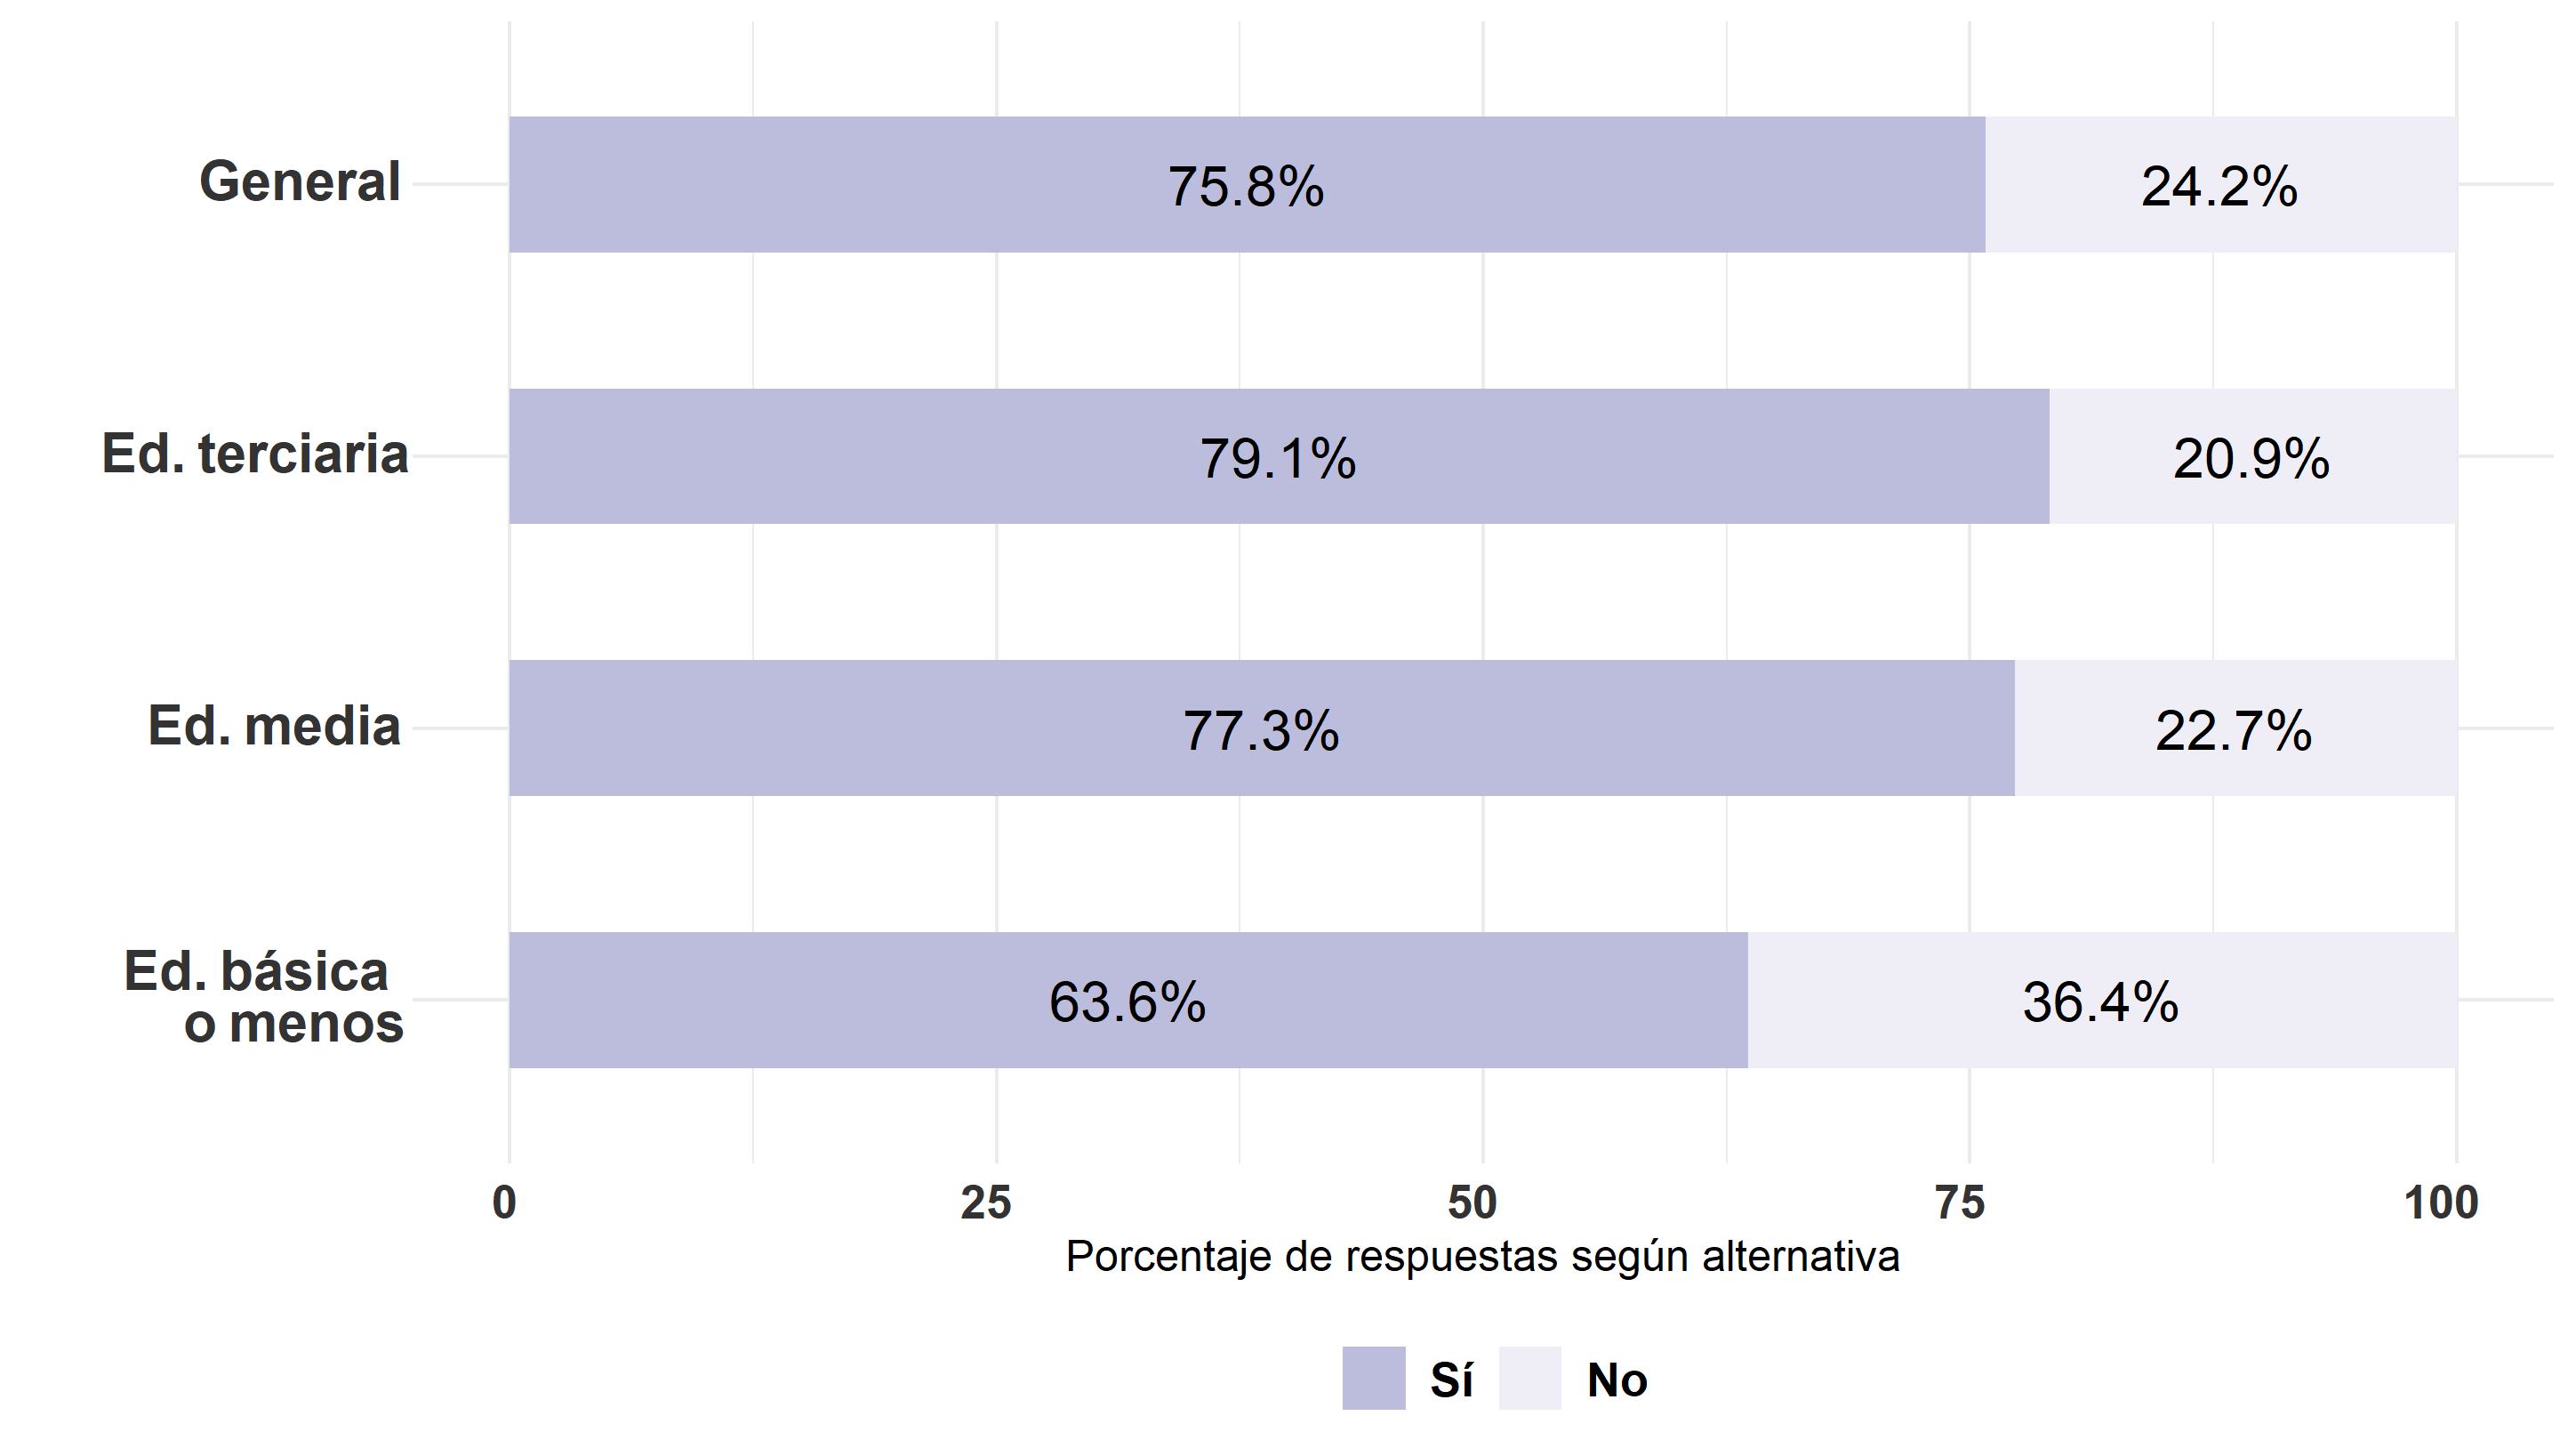 General
75.8%
24.2%
Ed. terciaria
79.1%
20.9%
Ed. media
77.3%
22.7%
Ed. básica
o menos
63.6%
36.4%
0 25 50 75 100
Porcentaje de respuestas según alternativa
Sí No